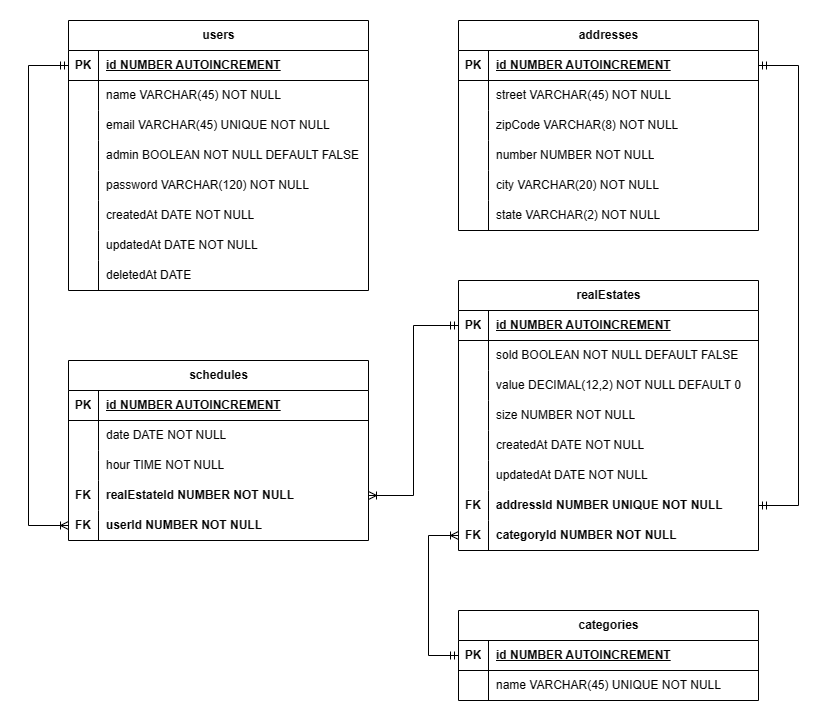 users
PK id NUMBER AUTOINCREMENT
name VARCHAR(45) NOT NULL
email VARCHAR(45) UNIQUE NOT NULL
admin BOOLEAN NOT NULL DEFAULT FALSE
password VARCHAR(120) NOT NULL
createdAt DATE NOT NULL
updatedAt DATE NOT NULL
deletedAt DATE
addresses
PK id NUMBER AUTOINCREMENT
street VARCHAR(45) NOT NULL
zipCode VARCHAR(8) NOT NULL
number NUMBER NOT NULL
city VARCHAR(20) NOT NULL
state VARCHAR(2) NOT NULL
schedules
PK id NUMBER AUTOINCREMENT
date DATE NOT NULL
hour TIME NOT NULL
FK realEstateId NUMBER NOT NULL
FK userId NUMBER NOT NULL
realEstates
PK id NUMBER AUTOINCREMENT
sold BOOLEAN NOT NULL DEFAULT FALSE
value DECIMAL(12,2) NOT NULL DEFAULT 0
size NUMBER NOT NULL
createdAt DATE NOT NULL
updatedAt DATE NOT NULL
FK addressId NUMBER UNIQUE NOT NULL
FK categoryId NUMBER NOT NULL
categories
PK id NUMBER AUTOINCREMENT
name VARCHAR(45) UNIQUE NOT NULL